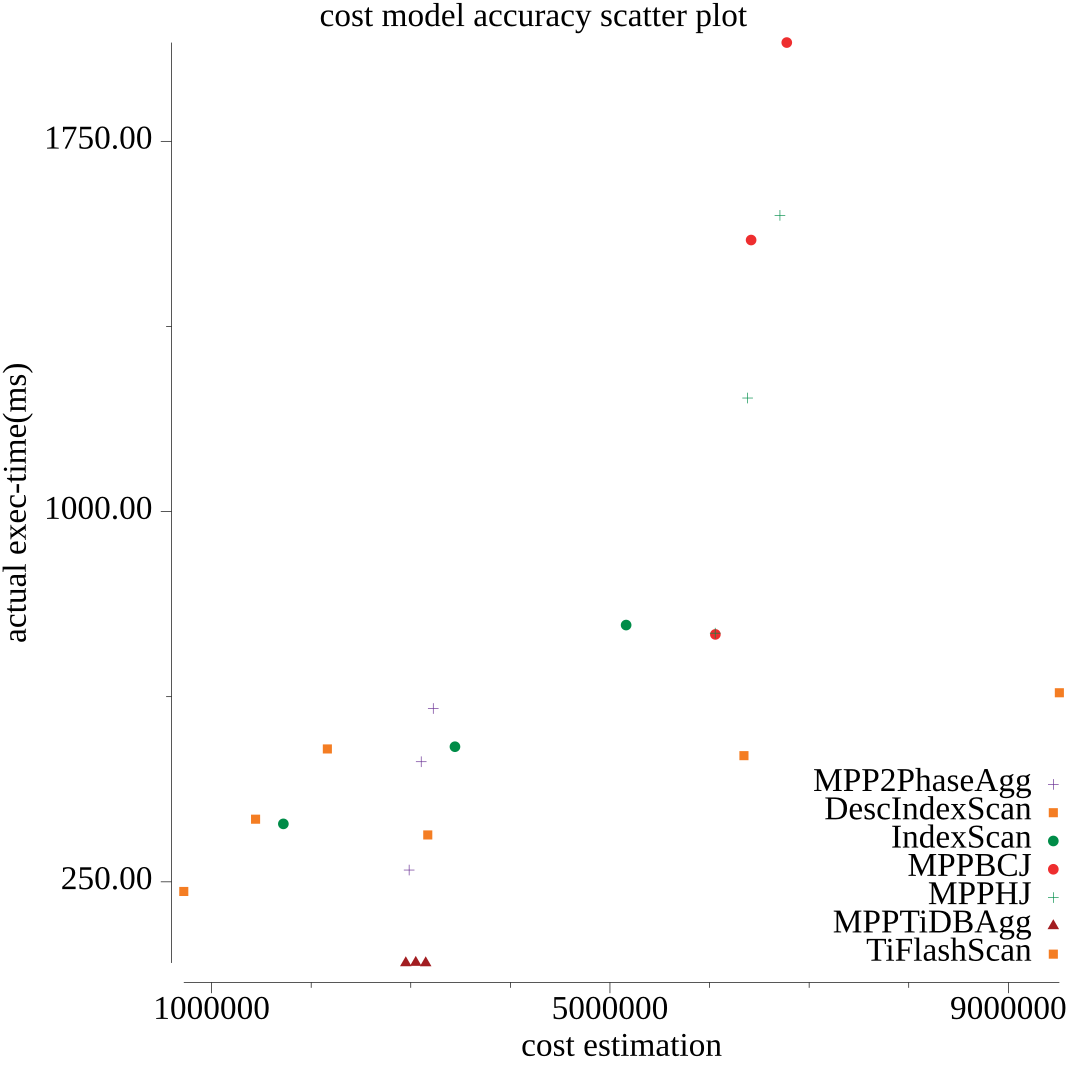 cost model accuracy scatter plot
1750.00
1000.00
250.00
actual exec-time(ms)
MPP2PhaseAgg
DescIndexScan
IndexScan
MPPBCJ
MPPHJ
MPPTiDBAgg
TiFlashScan
1000000 5000000 9000000
cost estimation